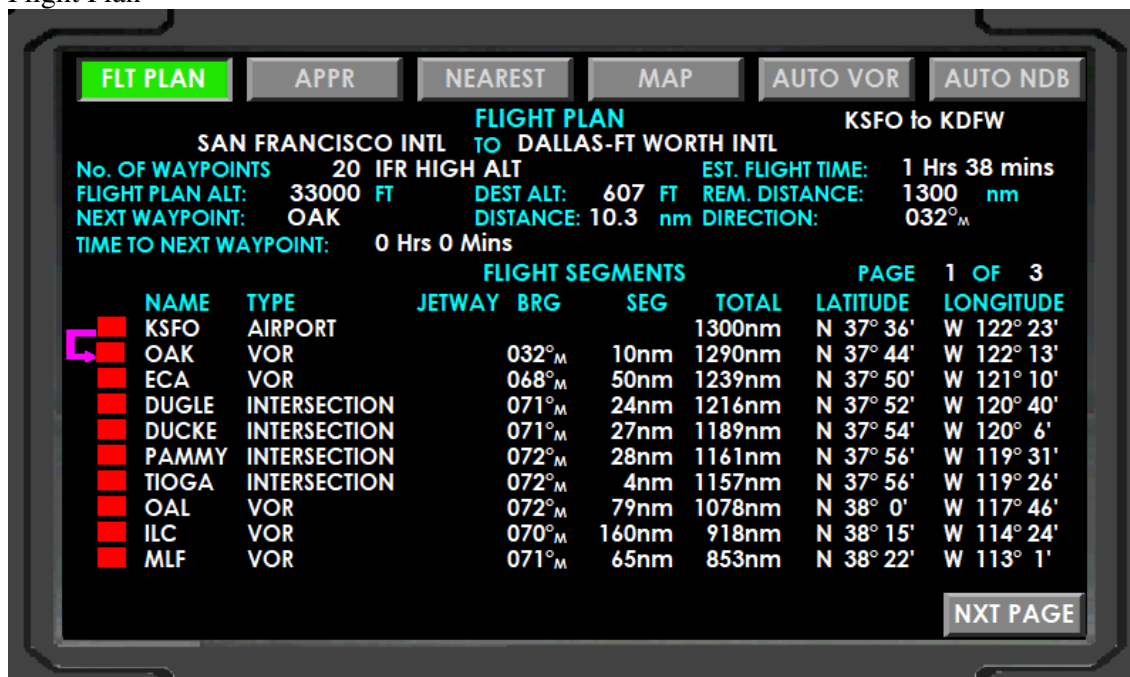 Flight Plan
FLT PLAN APPR NEAREST MAP AUTO VOR AUTO NDB
FLIGHT PLAN KSFO to KDFW
SAN FRANCISCO INTL TO DALLAS-FT WORTH INTL
No. OF WAYPOINTS 20 IFR HIGH ALT EST. FLIGHT TIME: 1 Hrs 38 mins
FLIGHT PLAN ALT: 33000 FT DEST ALT: 607 FT REM. DISTANCE: 1300 nm
NEXT WAYPOINT: OAK DISTANCE: 10.3 nm DIRECTION: 032°M
TIME TO NEXT WAYPOINT: 0 Hrs 0 Mins
FLIGHT SEGMENTS PAGE 1 OF 3
NAME TYPE JETWAY BRG SEG TOTAL LATITUDE LONGITUDE
KSFO AIRPORT 1300nm N 37° 36' W 122° 23'
OAK VOR 032°M 10nm 1290nm N 37° 44' W 122° 13'
ECA VOR 068°M 50nm 1239nm N 37° 50' W 121° 10'
DUGLE INTERSECTION 071°M 24nm 1216nm N 37° 52' W 120° 40'
DUCKE INTERSECTION 071°M 27nm 1189nm N 37° 54' W 120° 6'
PAMMY INTERSECTION 072°M 28nm 1161nm N 37° 56' W 119° 31'
TIOGA INTERSECTION 072°M 4nm 1157nm N 37° 56' W 119° 26'
OAL VOR 072°M 79nm 1078nm N 38° 0' W 117° 46'
ILC VOR 070°M 160nm 918nm N 38° 15' W 114° 24'
MLF VOR 071°M 65nm 853nm N 38° 22' W 113° 1'
NXT PAGE